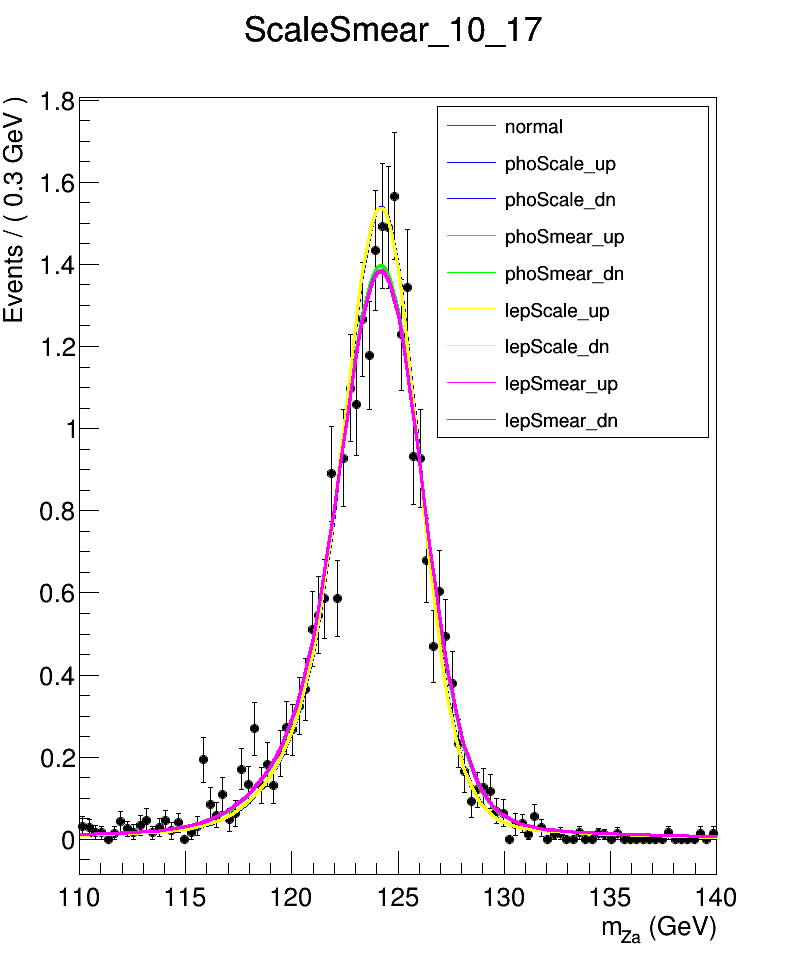 ScaleSmear_10_17
Events / ( 0.3 GeV )
1.8
1.6
1.4
1.2
1
0.8
0.6
0.4
0.2
0
normal
phoScale_up
phoScale_dn
phoSmear_up
phoSmear_dn
lepScale_up
lepScale_dn
lepSmear_up
lepSmear_dn
110 115 120 125 130 135 140
m_Za (GeV)